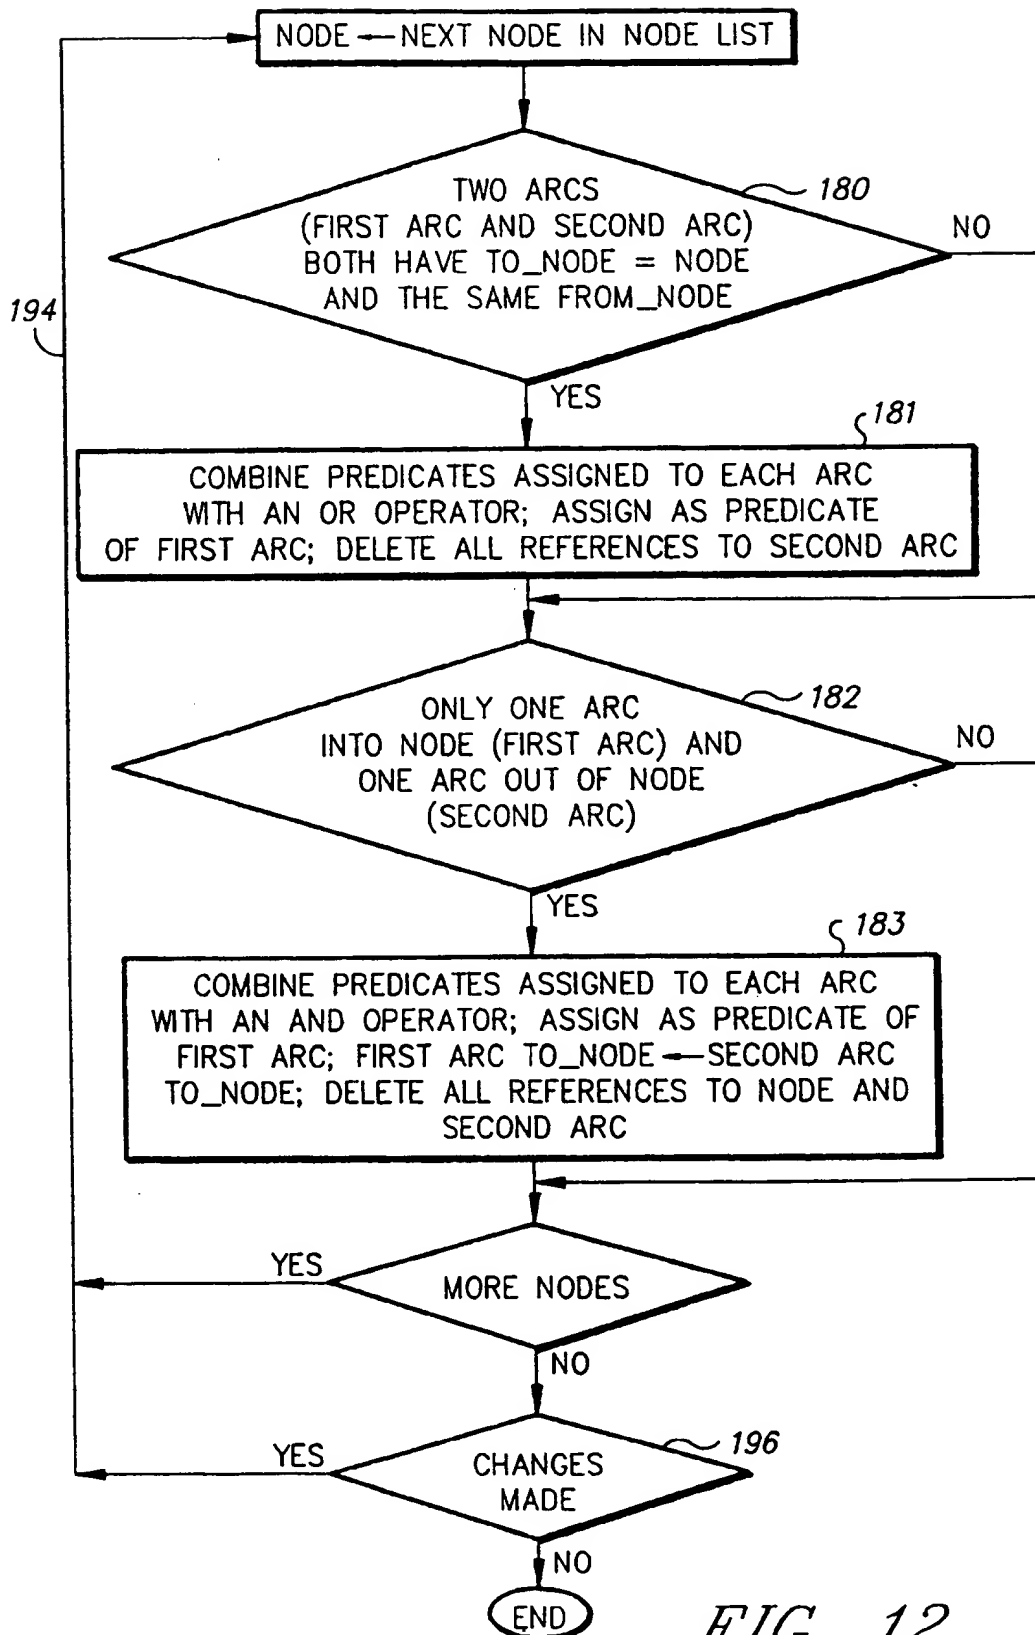 NODE ← NEXT NODE IN NODE LIST
TWO ARCS
(FIRST ARC AND SECOND ARC)
BOTH HAVE TO_NODE = NODE
AND THE SAME FROM_NODE
180
NO
194
YES
181
COMBINE PREDICATES ASSIGNED TO EACH ARC
WITH AN OR OPERATOR; ASSIGN AS PREDICATE
OF FIRST ARC; DELETE ALL REFERENCES TO SECOND ARC
ONLY ONE ARC
INTO NODE (FIRST ARC) AND
ONE ARC OUT OF NODE
(SECOND ARC)
182
NO
YES
183
COMBINE PREDICATES ASSIGNED TO EACH ARC
WITH AN AND OPERATOR; ASSIGN AS PREDICATE OF
FIRST ARC; FIRST ARC TO_NODE ← SECOND ARC
TO_NODE; DELETE ALL REFERENCES TO NODE AND
SECOND ARC
YES
MORE NODES
NO
YES
CHANGES
MADE
196
NO
END
FIG. 12